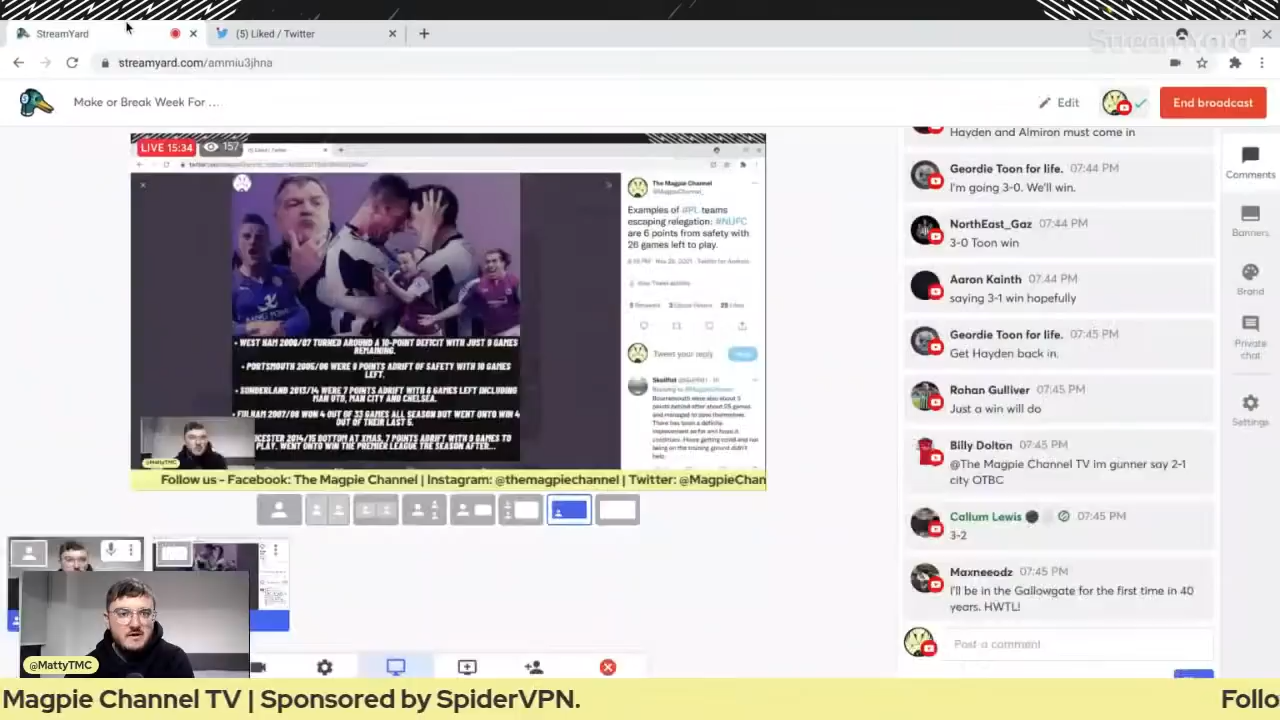 StreamYard
(5) Liked / Twitter
StreamYard
streamyard.com/ammiu3jhna
Make or Break Week For ...
Edit
End broadcast
LIVE 15:34
157
The Magpie Channel
@MagpieChannel_
Examples of #PL teams
escaping relegation: #NUFC
are 6 points from safety with
26 games left to play.
Tweet your reply
• WEST HAM 2006/07 TURNED AROUND A 10-POINT DEFICIT WITH JUST 9 GAMES
REMAINING.
• PORTSMOUTH 2005/06 WERE 8 POINTS ADRIFT OF SAFETY WITH 10 GAMES
LEFT.
• SUNDERLAND 2013/14 WERE 7 POINTS ADRIFT WITH 6 GAMES LEFT INCLUDING
MAN UTD, MAN CITY AND CHELSEA.
FULHAM 2007/08 WON 4 OUT OF 33 GAMES ALL SEASON BUT WENT ONTO WIN 4
OUT OF THEIR LAST 5.
CESTER 2014/15 BOTTOM AT XMAS, 7 POINTS ADRIFT WITH 9 GAMES TO
PLAY. WENT ONTO WIN THE PREMIER LEAGUE THE SEASON AFTER...
@MattyTMC
Follow us - Facebook: The Magpie Channel | Instagram: @themagpiechannel | Twitter: @MagpieChan
Hayden and Almiron must come in
Geordie Toon for life. 07:44 PM
I'm going 3-0. We'll win.
NorthEast_Gaz 07:44 PM
3-0 Toon win
Aaron Kainth 07:44 PM
saying 3-1 win hopefully
Geordie Toon for life. 07:45 PM
Get Hayden back in.
Rohan Gulliver 07:45 PM
Just a win will do
Billy Dolton 07:45 PM
@The Magpie Channel TV im gunner say 2-1
city OTBC
Callum Lewis 07:45 PM
3-2
Maxneeodz 07:45 PM
I'll be in the Gallowgate for the first time in 40
years. HWTL!
Post a comment
Comments
Banners
Brand
Private
chat
Settings
@MattyTMC
Magpie Channel TV | Sponsored by SpiderVPN.
Follo